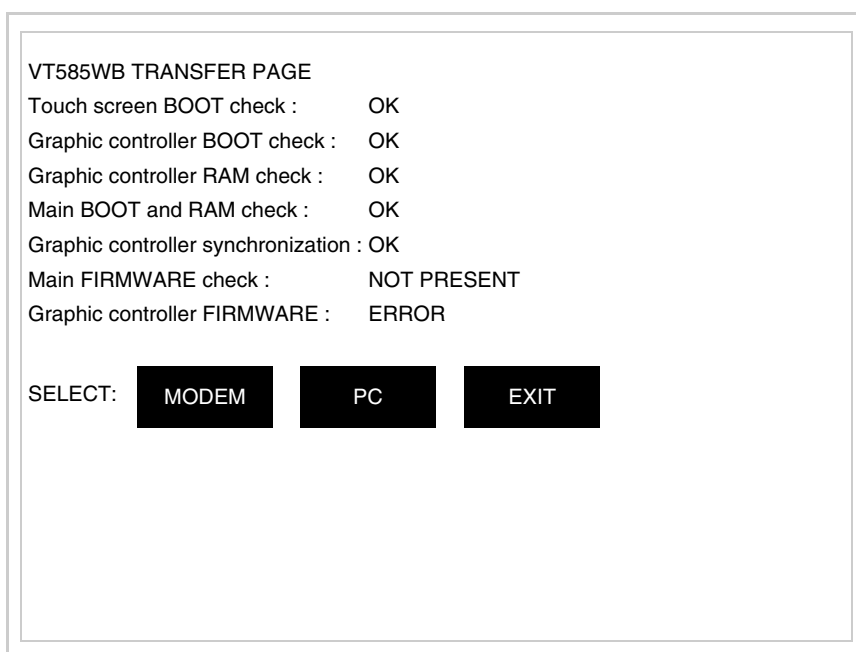 VT585WB TRANSFER PAGE
Touch screen BOOT check : OK
Graphic controller BOOT check : OK
Graphic controller RAM check : OK
Main BOOT and RAM check : OK
Graphic controller synchronization : OK
Main FIRMWARE check : NOT PRESENT
Graphic controller FIRMWARE : ERROR
SELECT: MODEM PC EXIT